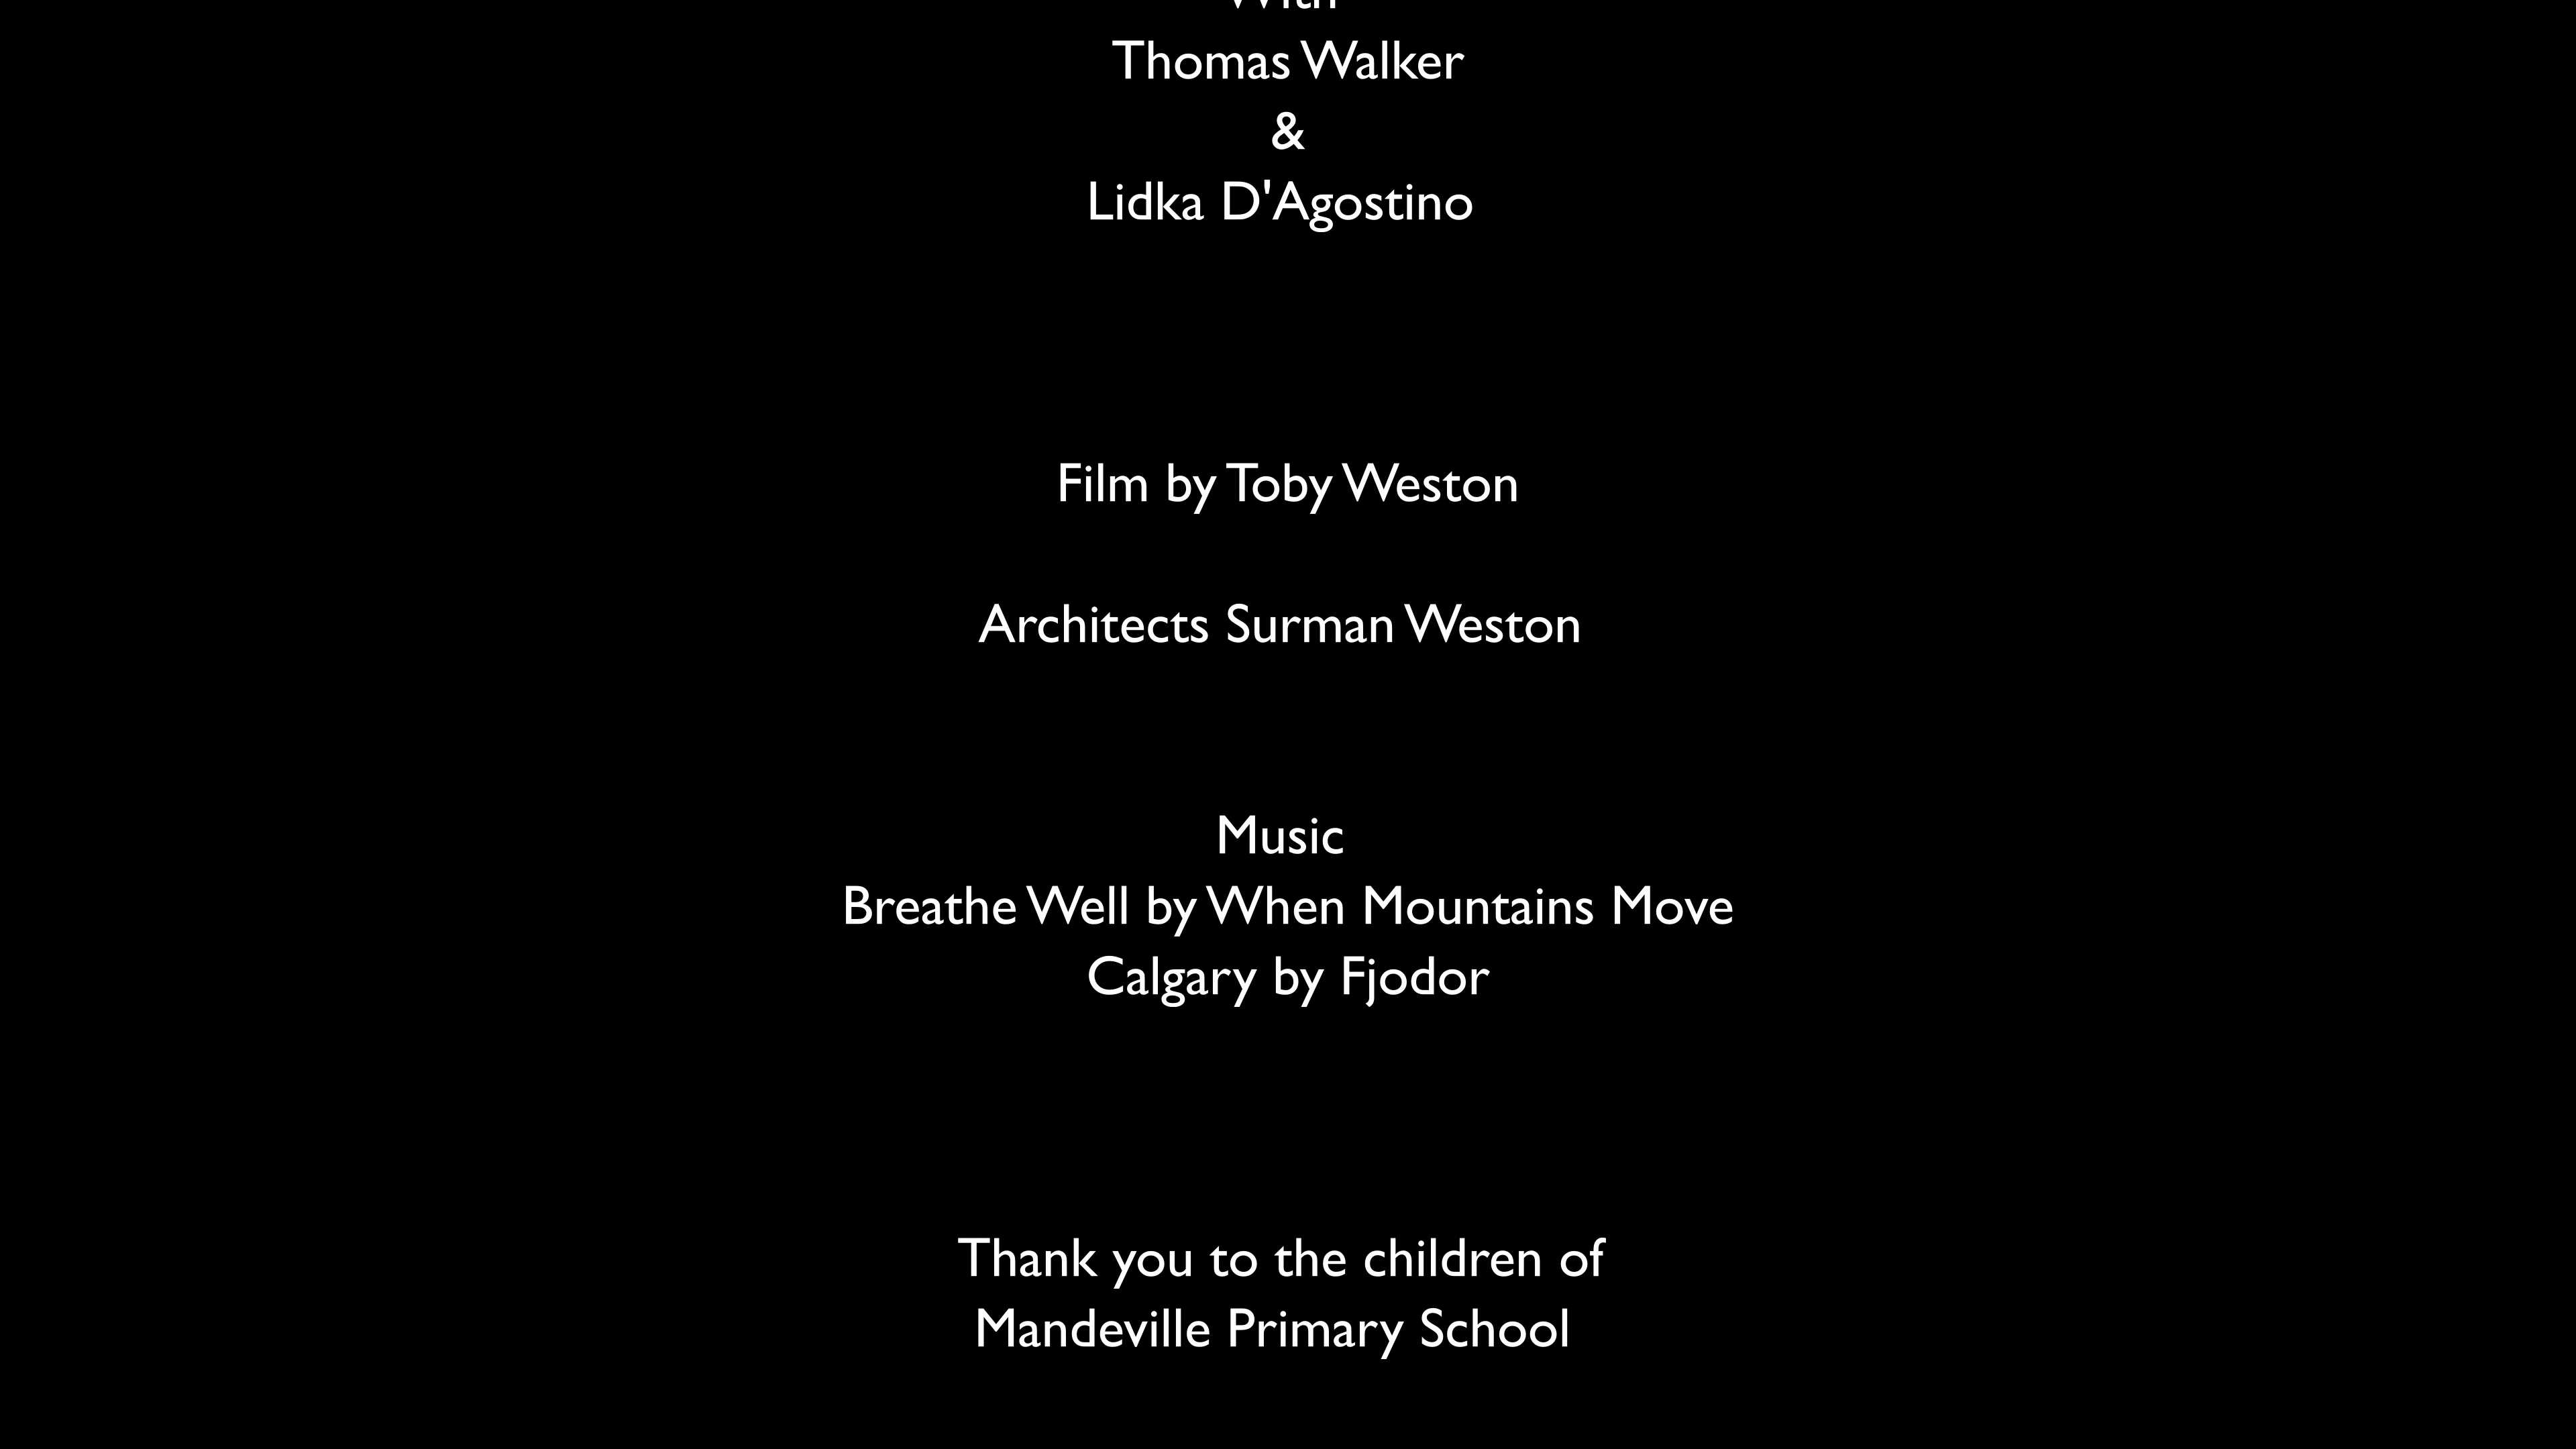 With
Thomas Walker
&
Lidka D'Agostino
Film by Toby Weston
Architects Surman Weston
Music
Breathe Well by When Mountains Move
Calgary by Fjodor
Thank you to the children of
Mandeville Primary School